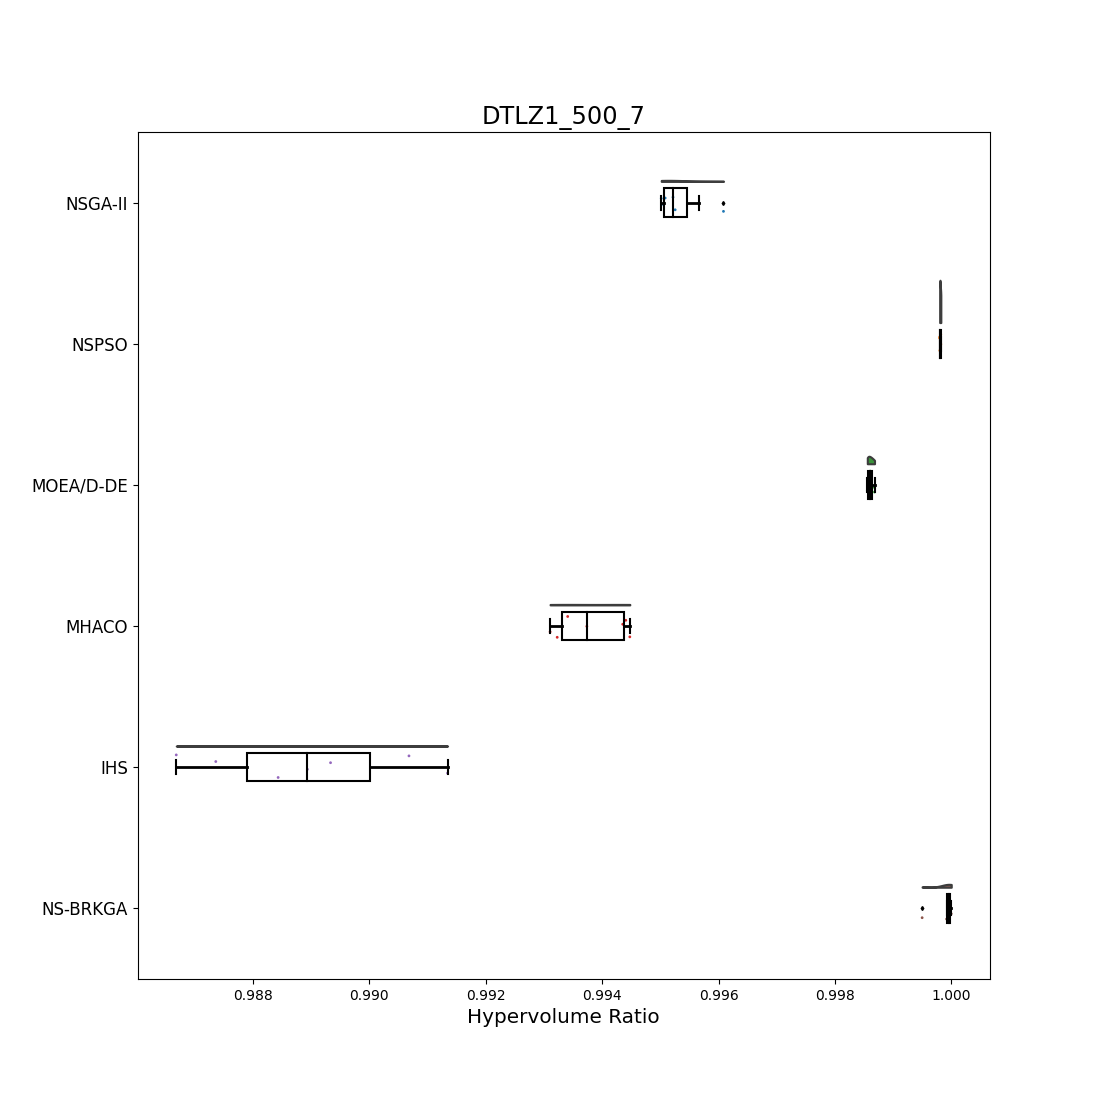 DTLZ1_500_7
NSGA-II
NSPSO
MOEA/D-DE
MHACO
IHS
NS-BRKGA
0.988 0.990 0.992 0.994 0.996 0.998 1.000
Hypervolume Ratio